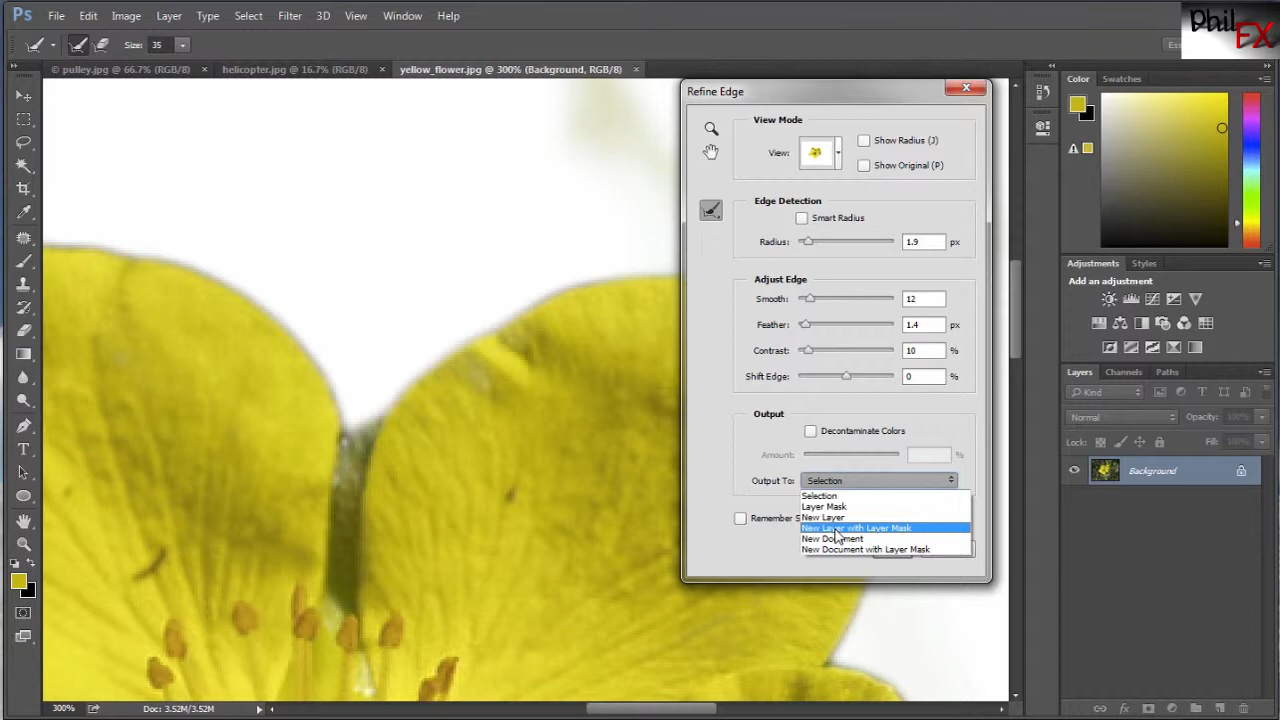 Ps File Edit Image Layer Type Select Filter 3D View Window Help
Phil FX
Size: 35
Ess
© pulley.jpg @ 66.7% (RGB/8) × helicopter.jpg @ 16.7% (RGB/8) × yellow_flower.jpg @ 300% (Background, RGB/8) ×
Refine Edge
View Mode
View:
Show Radius (J)
Show Original (P)
Edge Detection
Smart Radius
Radius: 1.9 px
Adjust Edge
Smooth: 12
Feather: 1.4 px
Contrast: 10 %
Shift Edge: 0 %
Output
Decontaminate Colors
Amount: %
Output To: Selection
Selection
Layer Mask
New Layer
Remember S
New Layer with Layer Mask
New Document
New Document with Layer Mask
Color Swatches
Adjustments Styles
Add an adjustment
Layers Channels Paths
Kind
Normal Opacity: 100%
Lock: Fill: 100%
Background
300% Doc: 3.52M/3.52M